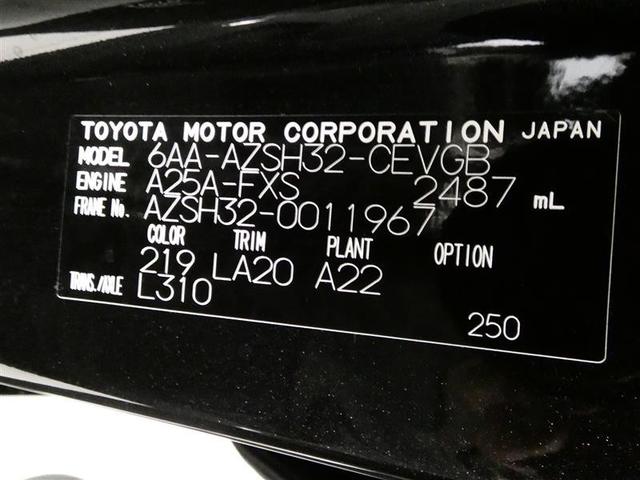 TOYOTA MOTOR CORPORATION JAPAN
MODEL 6AA-AZSH32-CEVGB
ENGINE A25A-FXS 2487 mL
FRAME No. AZSH32-0011967
COLOR TRIM PLANT OPTION
219 LA20 A22
TRANS./AXLE L310
250